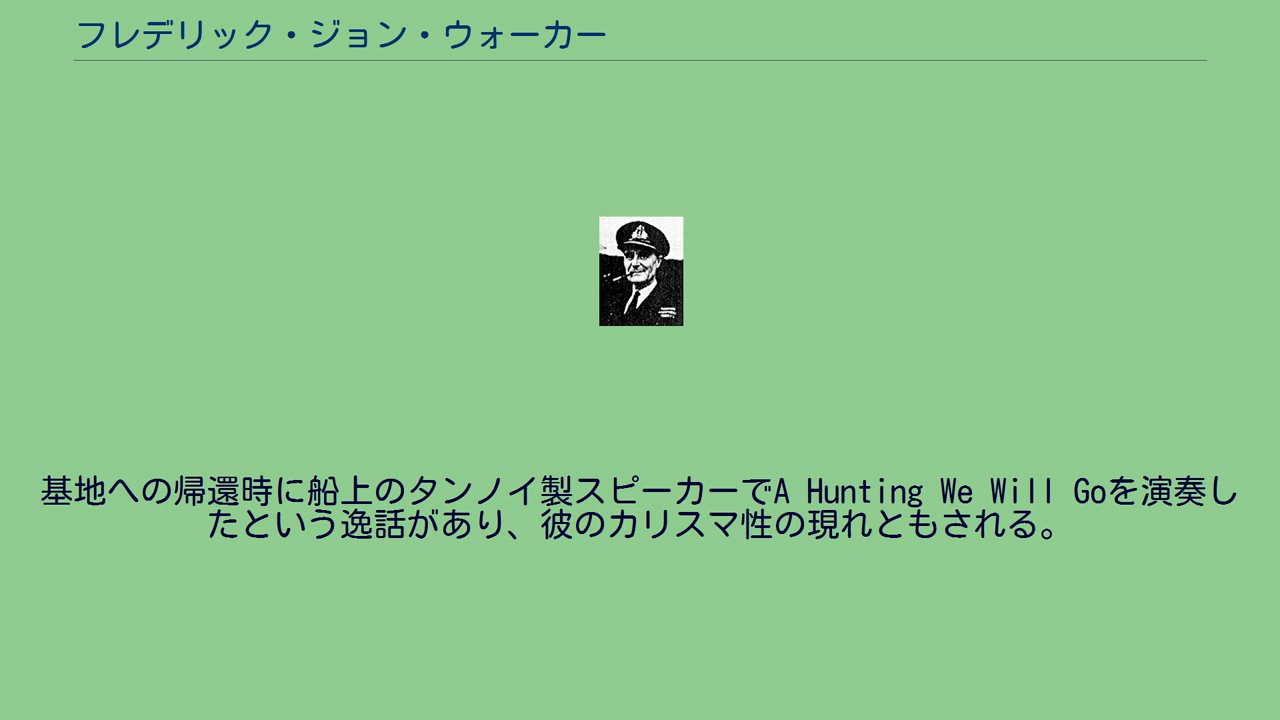 フレデリック・ジョン・ウォーカー
基地への帰還時に船上のタンノイ製スピーカーでA Hunting We Will Goを演奏し
たという逸話があり、彼のカリスマ性の現れともされる。